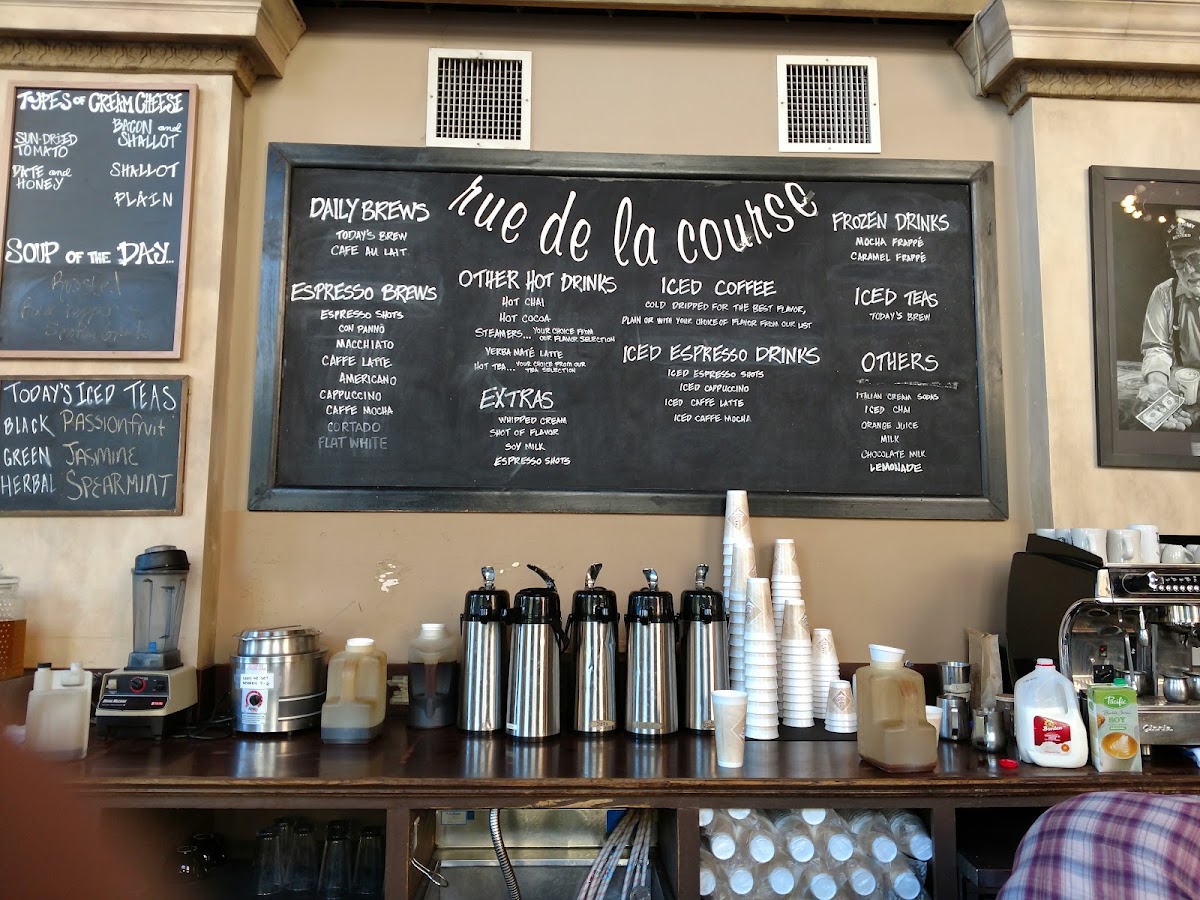 TYPES OF CREAM CHEESE
SUN-DRIED
TOMATO
DATE and
HONEY
BACON and
SHALLOT
SHALLOT
PLAIN
SOUP OF THE DAY...
Roasted
TODAY'S ICED TEAS
BLACK PASSIONFRUIT
GREEN JASMINE
HERBAL SPEARMINT
rue de la course
DAILY BREWS
TODAY'S BREW
CAFE AU LAIT
ESPRESSO BREWS
ESPRESSO SHOTS
CON PANNO
MACCHIATO
CAFFE LATTE
AMERICANO
CAPPUCCINO
CAFFE MOCHA
CORTADO
FLAT WHITE
OTHER HOT DRINKS
HOT CHAI
HOT COCOA
STEAMERS... YOUR CHOICE FROM
OUR FLAVOR SELECTION
YERBA MATÉ LATTE
HOT TEA... YOUR CHOICE FROM OUR
TEA SELECTION
EXTRAS
WHIPPED CREAM
SHOT OF FLAVOR
SOY MILK
ESPRESSO SHOTS
ICED COFFEE
COLD DRIPPED FOR THE BEST FLAVOR,
PLAIN OR WITH YOUR CHOICE OF FLAVOR FROM OUR LIST
ICED ESPRESSO DRINKS
ICED ESPRESSO SHOTS
ICED CAPPUCCINO
ICED CAFFE LATTE
ICED CAFFE MOCHA
FROZEN DRINKS
MOCHA FRAPPÉ
CARAMEL FRAPPÉ
ICED TEAS
TODAY'S BREW
OTHERS
ITALIAN CREAM SODAS
ICED CHAI
ORANGE JUICE
MILK
CHOCOLATE MILK
LEMONADE
Borden
Pacific
SOY